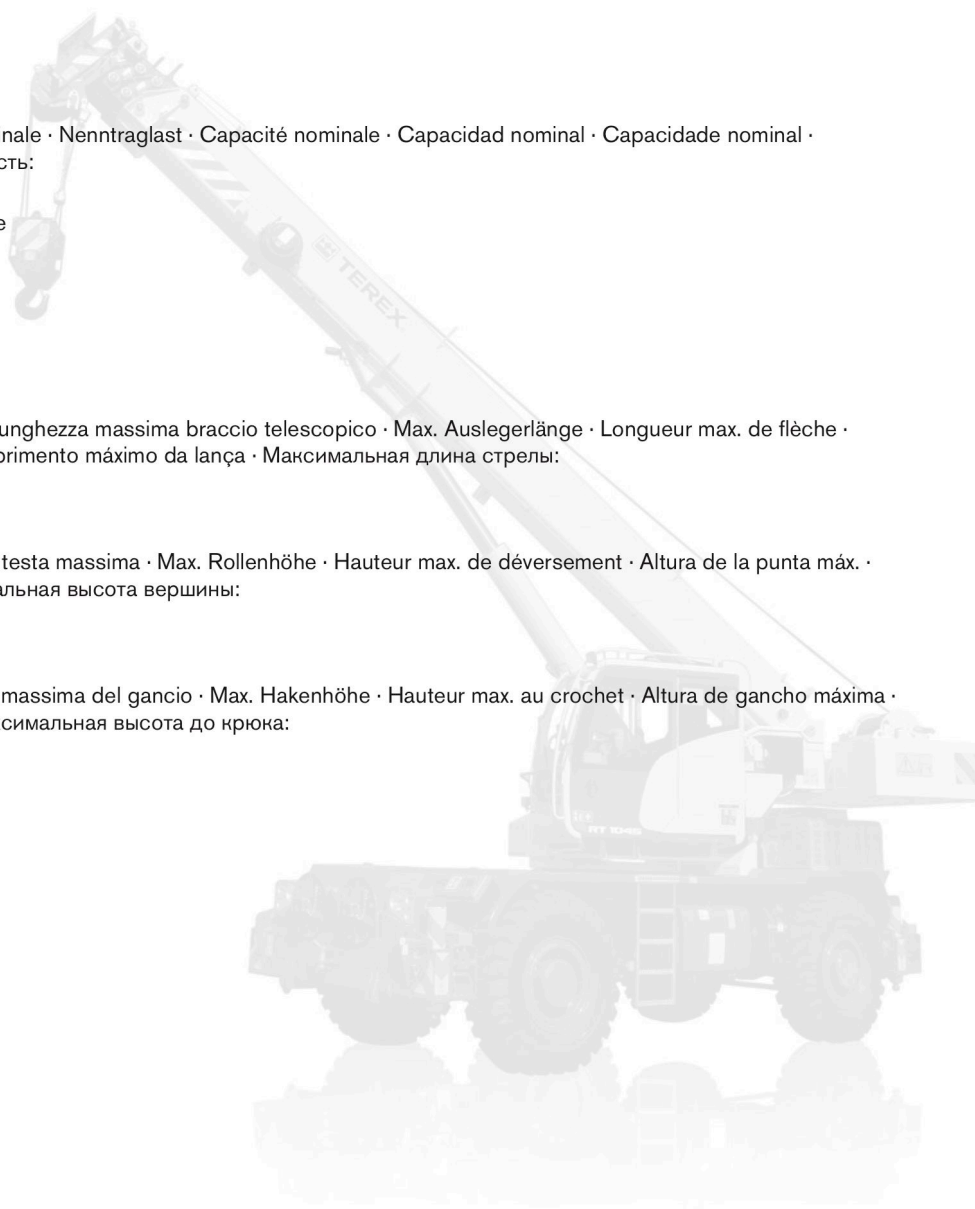 nale · Nenntraglast · Capacité nominale · Capacidad nominal · Capacidade nominal ·
сть:
e
TEREX
unghezza massima braccio telescopico · Max. Auslegerlänge · Longueur max. de flèche ·
primento máximo da lança · Максимальная длина стрелы:
testa massima · Max. Rollenhöhe · Hauteur max. de déversement · Altura de la punta máx. ·
альная высота вершины:
massima del gancio · Max. Hakenhöhe · Hauteur max. au crochet · Altura de gancho máxima ·
симальная высота до крюка: